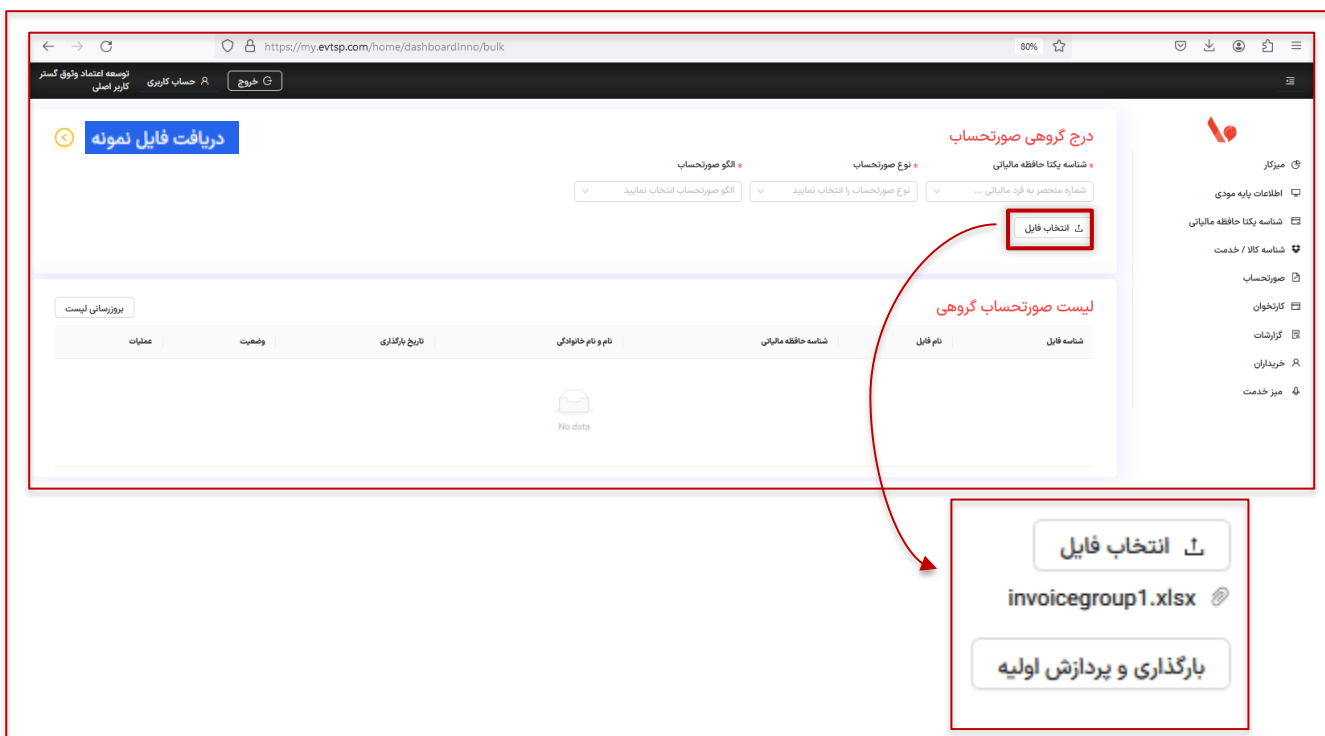 https://my.evtsp.com/home/dashboardInno/bulk
80%
توسعه اعتماد وثوق گستر
کاربر اصلی
حساب کاربری
خروج
میزکار
اطلاعات پایه مودی
شناسه یکتا حافظه مالیاتی
شناسه کالا / خدمت
صورتحساب
کارتخوان
گزارشات
خریداران
میز خدمت
درج گروهی صورتحساب
دریافت فایل نمونه
* شناسه یکتا حافظه مالیاتی
* نوع صورتحساب
* الگو صورتحساب
شماره منحصر به فرد مالیاتی ...
نوع صورتحساب را انتخاب نمایید
الگو صورتحساب انتخاب نمایید
انتخاب فایل
لیست صورتحساب گروهی
بروزرسانی لیست
شناسه فایل
نام فایل
شناسه حافظه مالیاتی
نام و نام خانوادگی
تاریخ بارگذاری
وضعیت
عملیات
No data
انتخاب فایل
invoicegroup1.xlsx
بارگذاری و پردازش اولیه